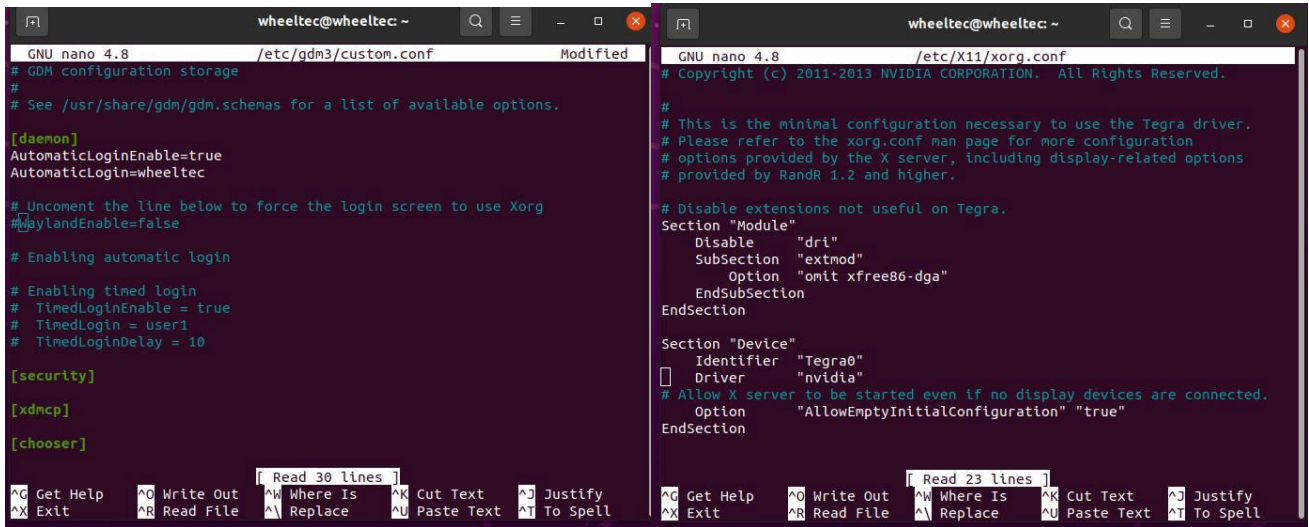 wheeltec@wheeltec: ~
GNU nano 4.8 /etc/gdm3/custom.conf Modified
# GDM configuration storage
#
# See /usr/share/gdm/gdm.schemas for a list of available options.
[daemon]
AutomaticLoginEnable=true
AutomaticLogin=wheeltec
# Uncoment the line below to force the login screen to use Xorg
#WaylandEnable=false
# Enabling automatic login
# Enabling timed login
# TimedLoginEnable = true
# TimedLogin = user1
# TimedLoginDelay = 10
[security]
[xdmcp]
[chooser]
[ Read 30 lines ]
^G Get Help ^O Write Out ^W Where Is ^K Cut Text ^J Justify
^X Exit ^R Read File ^\ Replace ^U Paste Text ^T To Spell
wheeltec@wheeltec: ~
GNU nano 4.8 /etc/X11/xorg.conf
# Copyright (c) 2011-2013 NVIDIA CORPORATION. All Rights Reserved.
#
# This is the minimal configuration necessary to use the Tegra driver.
# Please refer to the xorg.conf man page for more configuration
# options provided by the X server, including display-related options
# provided by RandR 1.2 and higher.
# Disable extensions not useful on Tegra.
Section "Module"
Disable "dri"
SubSection "extmod"
Option "omit xfree86-dga"
EndSubSection
EndSection
Section "Device"
Identifier "Tegra0"
Driver "nvidia"
# Allow X server to be started even if no display devices are connected.
Option "AllowEmptyInitialConfiguration" "true"
EndSection
[ Read 23 lines ]
^G Get Help ^O Write Out ^W Where Is ^K Cut Text ^J Justify
^X Exit ^R Read File ^\ Replace ^U Paste Text ^T To Spell